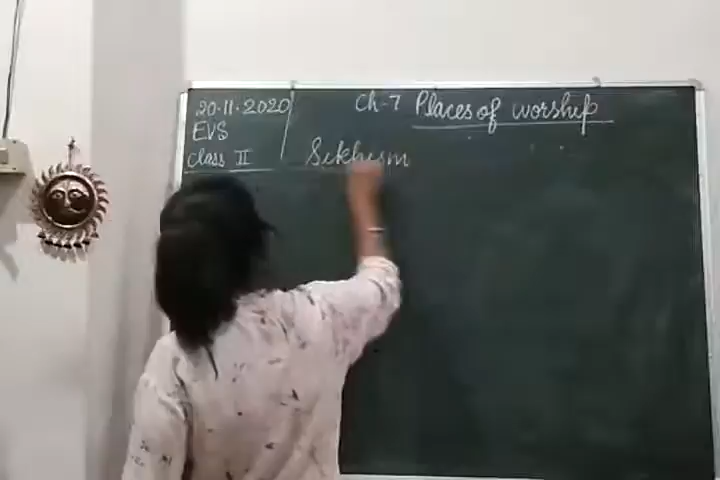 20.11.2020
EVS
Class II
Ch-7 Places of worship
Sikhism